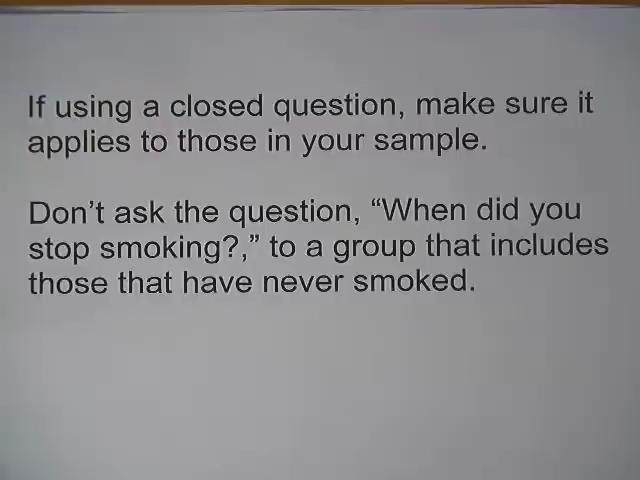 If using a closed question, make sure it
applies to those in your sample.
Don’t ask the question, “When did you
stop smoking?,” to a group that includes
those that have never smoked.